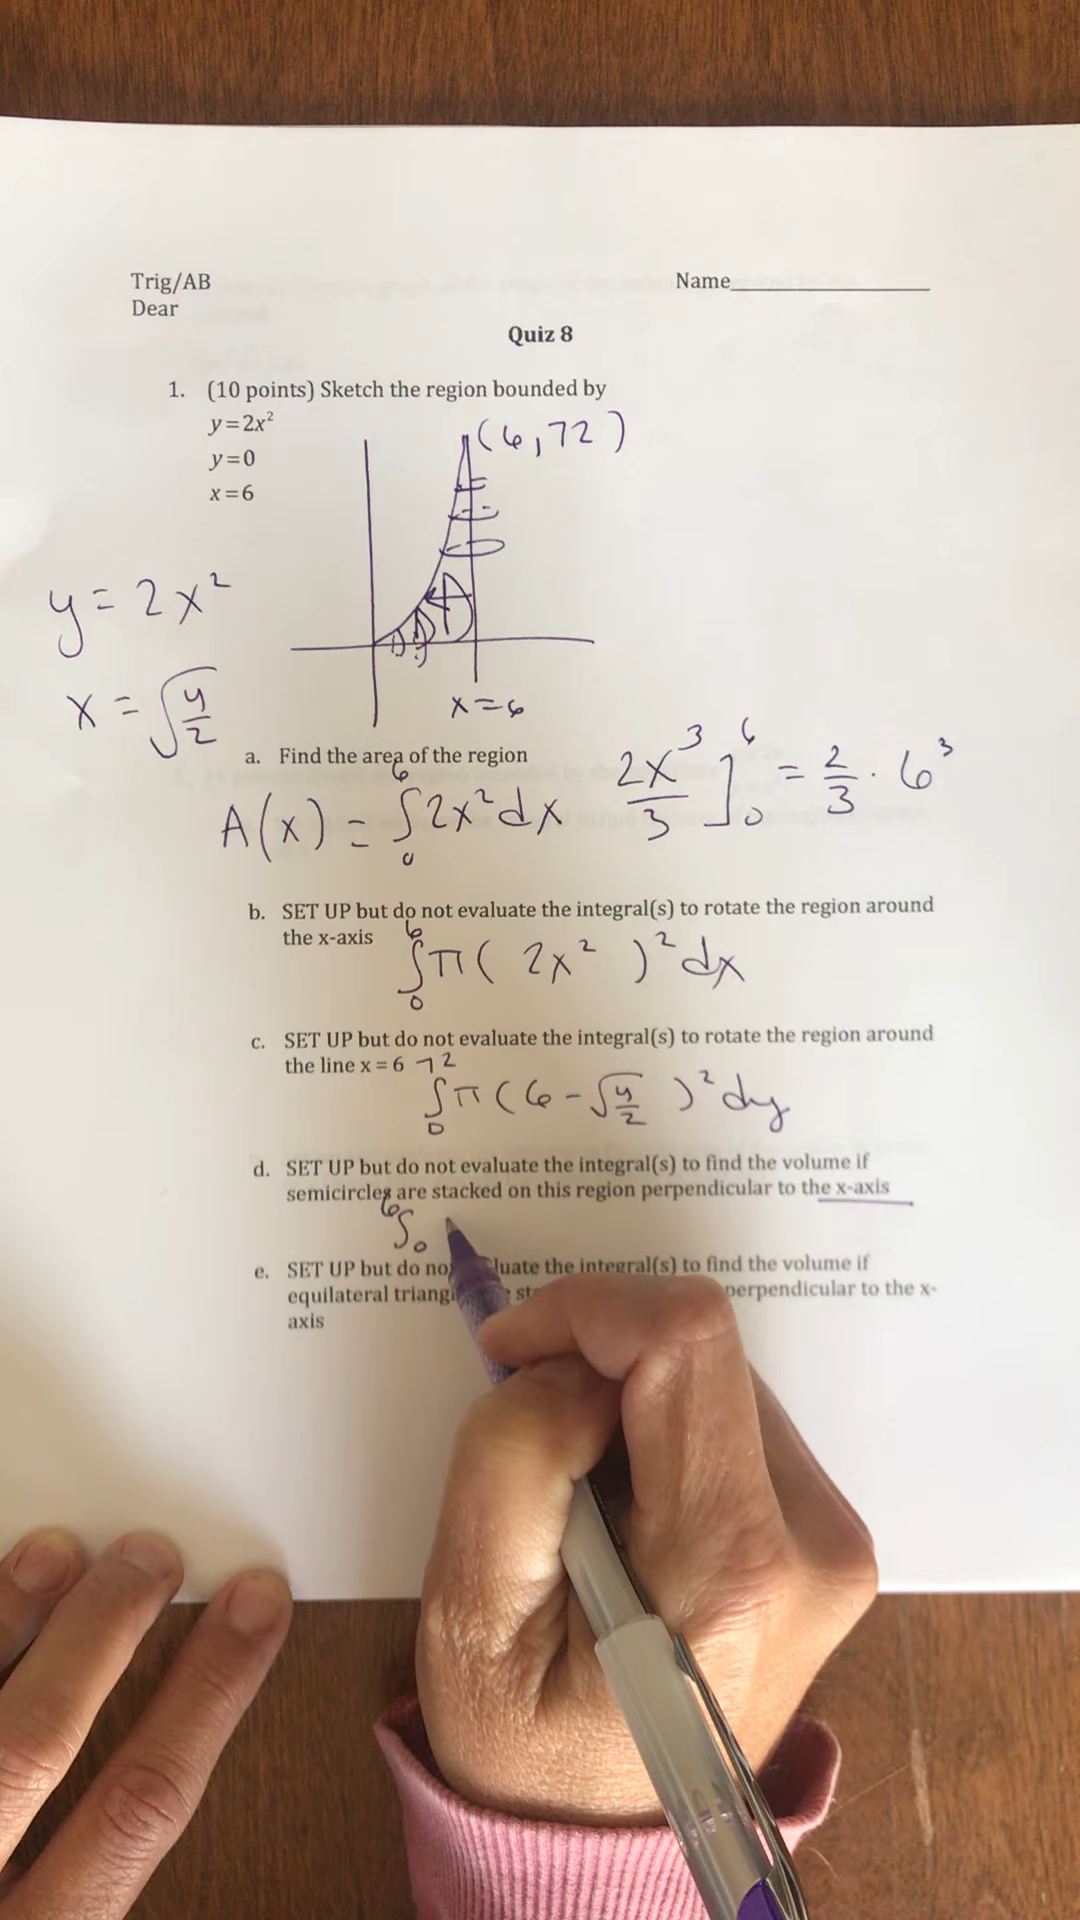 Trig/AB
Name____________________
Dear
Quiz 8
1. (10 points) Sketch the region bounded by
y=2x²
y=0
x=6
(6,72)
y=2x²
x=√(y/2)
x=6
a. Find the area of the region
A(x) = ∫₀⁶ 2x² dx 2x³/3 ]₀⁶ = 2/3 · 6³
b. SET UP but do not evaluate the integral(s) to rotate the region around
the x-axis
∫₀⁶ π( 2x² )² dx
c. SET UP but do not evaluate the integral(s) to rotate the region around
the line x = 6
∫₀⁷² π(6-√(y/2) )² dy
d. SET UP but do not evaluate the integral(s) to find the volume if
semicircles are stacked on this region perpendicular to the x-axis
∫₀⁶
e. SET UP but do no luate the integral(s) to find the volume if
equilateral triangl st perpendicular to the x-
axis